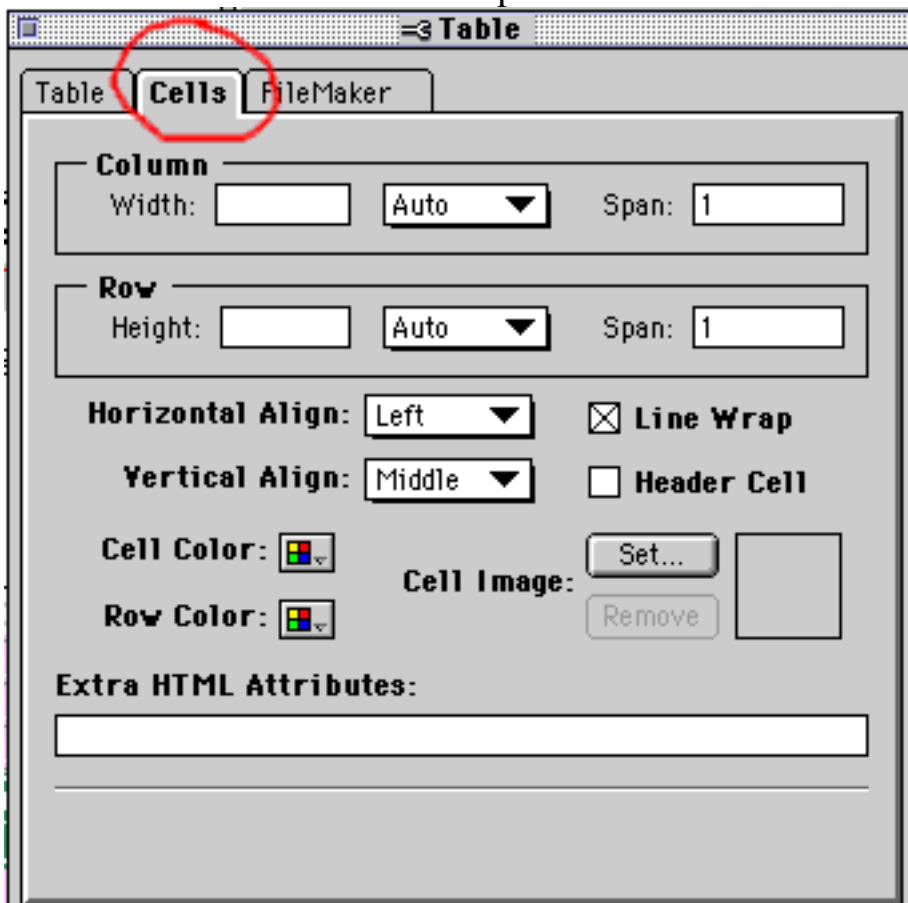 Table
Table Cells FileMaker
Column
Width: Auto Span: 1
Row
Height: Auto Span: 1
Horizontal Align: Left Line Wrap
Vertical Align: Middle Header Cell
Cell Color: Cell Image: Set...
Row Color: Remove
Extra HTML Attributes: